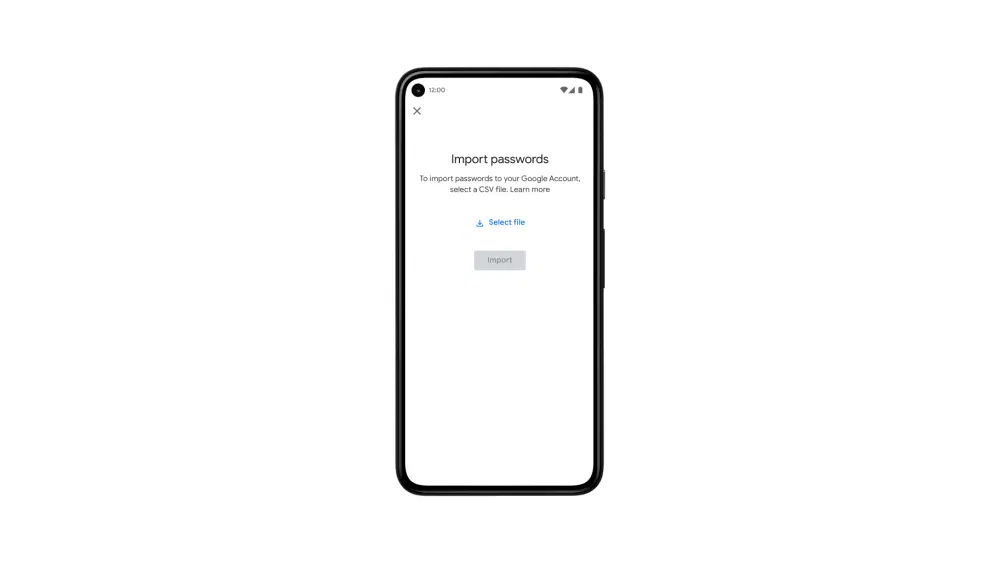 12:00
Import passwords
To import passwords to your Google Account,
select a CSV file. Learn more
Select file
Import